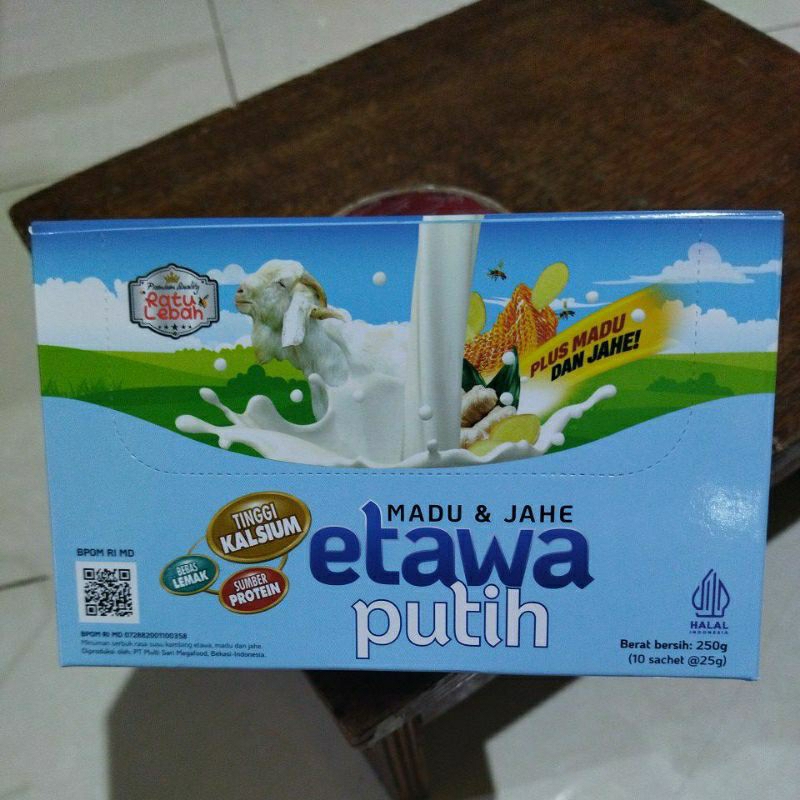 Premium Quality
Ratu
Lebah
PLUS MADU
DAN JAHE!
MADU & JAHE
etawa
putih
TINGGI
KALSIUM
BEBAS
LEMAK
SUMBER
PROTEIN
BPOM RI MD
BPOM RI MD 072882001100358
Minuman serbuk rasa susu kambing etawa, madu dan jahe.
Diproduksi oleh: PT Multi Sari Megafood, Bekasi-Indonesia.
HALAL
INDONESIA
Berat bersih: 250g
(10 sachet @25g)